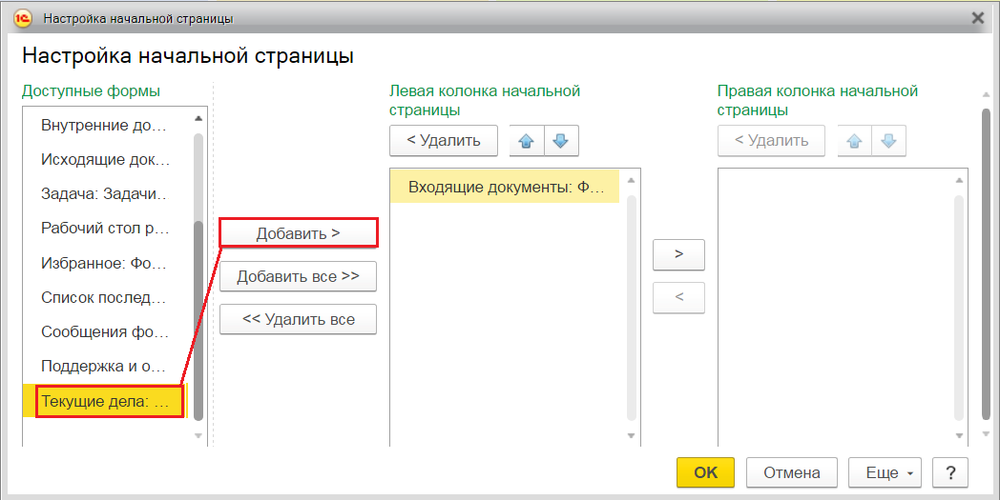 1С Настройка начальной страницы
Настройка начальной страницы
Доступные формы
Внутренние до...
Исходящие док...
Задача: Задачи...
Рабочий стол р...
Избранное: Фо...
Список послед...
Сообщения фо...
Поддержка и о...
Текущие дела: ...
Добавить >
Добавить все >>
<< Удалить все
Левая колонка начальной
страницы
< Удалить
Входящие документы: Ф...
>
<
Правая колонка начальной
страницы
< Удалить
OK
Отмена
Еще
?